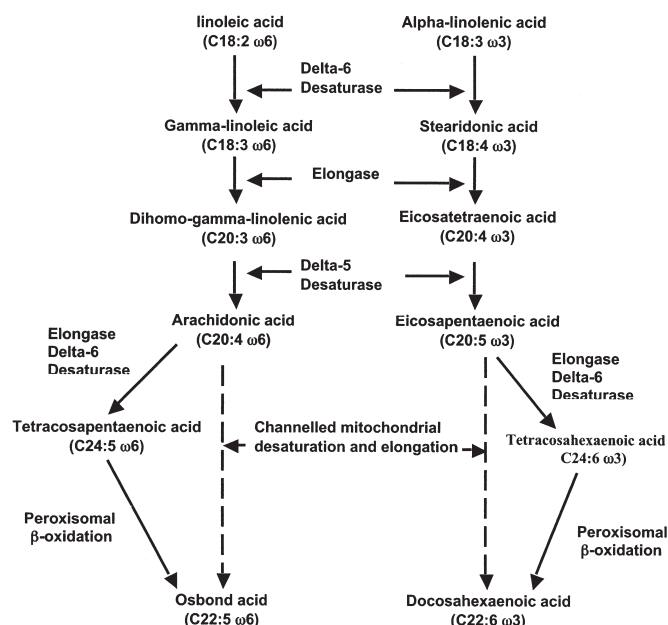 linoleic acid
(C18:2 ω6)
Alpha-linolenic acid
(C18:3 ω3)
Delta-6
Desaturase
Gamma-linoleic acid
(C18:3 ω6)
Stearidonic acid
(C18:4 ω3)
Elongase
Dihomo-gamma-linolenic acid
(C20:3 ω6)
Eicosatetraenoic acid
(C20:4 ω3)
Delta-5
Desaturase
Arachidonic acid
(C20:4 ω6)
Eicosapentaenoic acid
(C20:5 ω3)
Elongase
Delta-6
Desaturase
Elongase
Delta-6
Desaturase
Tetracosapentaenoic acid
(C24:5 ω6)
Channelled mitochondrial
desaturation and elongation
Tetracosahexaenoic acid
C24:6 ω3)
Peroxisomal
β-oxidation
Peroxisomal
β-oxidation
Osbond acid
(C22:5 ω6)
Docosahexaenoic acid
(C22:6 ω3)